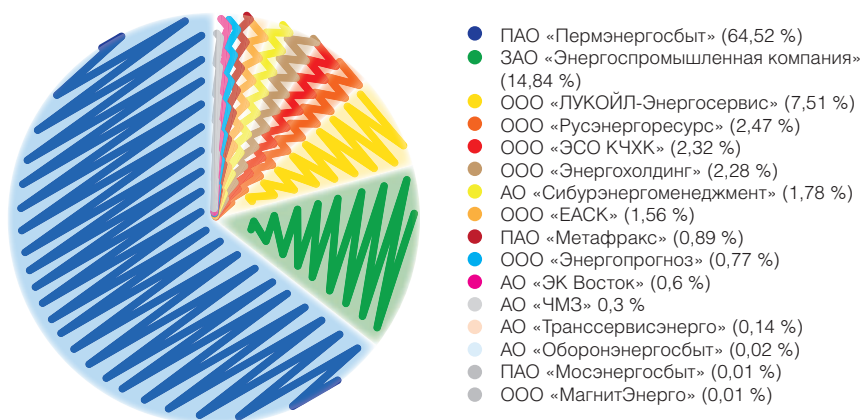 ПАО «Пермэнергосбыт» (64,52 %)
ЗАО «Энергоспромышленная компания»
(14,84 %)
ООО «ЛУКОЙЛ-Энергосервис» (7,51 %)
ООО «Русэнергоресурс» (2,47 %)
ООО «ЭСО КЧХК» (2,32 %)
ООО «Энергохолдинг» (2,28 %)
АО «Сибурэнергоменеджмент» (1,78 %)
ООО «ЕАСК» (1,56 %)
ПАО «Метафракс» (0,89 %)
ООО «Энергопрогноз» (0,77 %)
АО «ЭК Восток» (0,6 %)
АО «ЧМЗ» 0,3 %
АО «Транссервисэнерго» (0,14 %)
АО «Оборонэнергосбыт» (0,02 %)
ПАО «Мосэнергосбыт» (0,01 %)
ООО «МагнитЭнерго» (0,01 %)